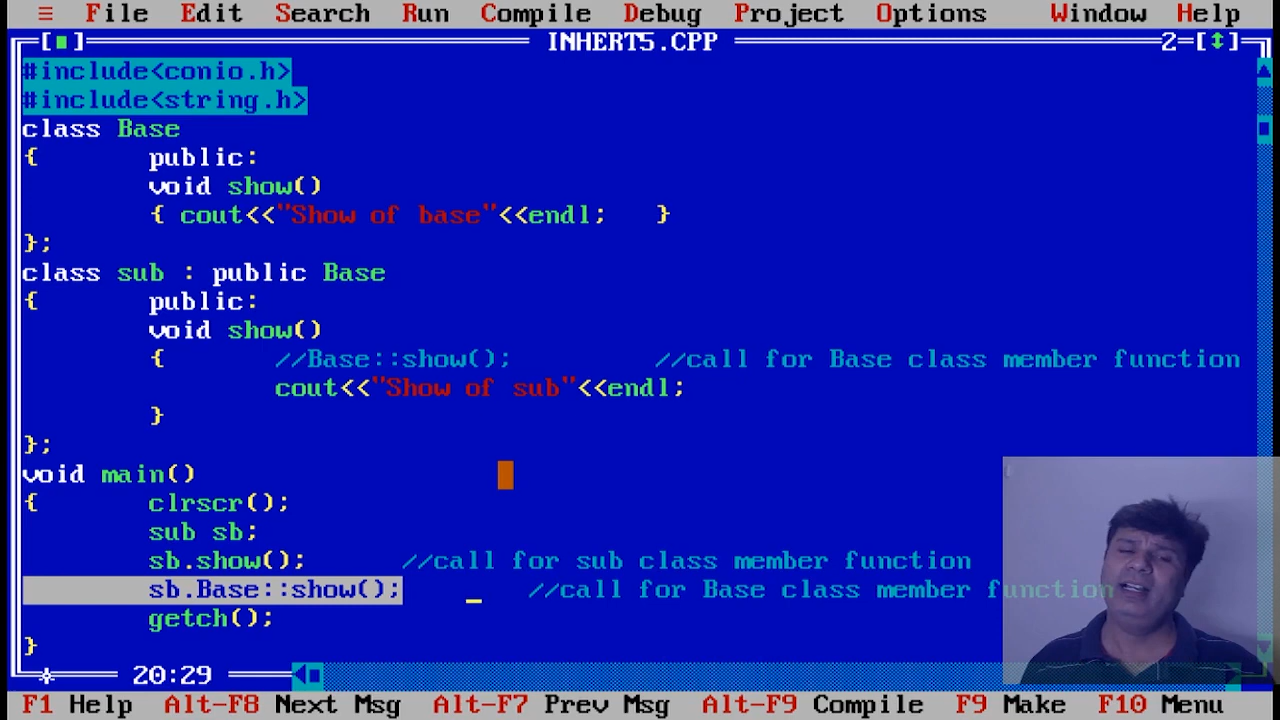 ≡ File Edit Search Run Compile Debug Project Options Window Help
[■] INHERT5.CPP 2=[↕]
#include<conio.h>
#include<string.h>
class Base
{ public:
void show()
{ cout<<"Show of base"<<endl; }
};
class sub : public Base
{ public:
void show()
{ //Base::show(); //call for Base class member function
cout<<"Show of sub"<<endl;
}
};
void main()
{ clrscr();
sub sb;
sb.show(); //call for sub class member function
sb.Base::show(); _ //call for Base class member function
getch();
}
20:29
F1 Help Alt-F8 Next Msg Alt-F7 Prev Msg Alt-F9 Compile F9 Make F10 Menu